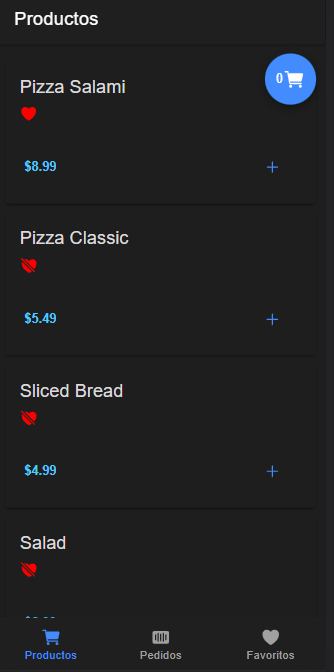 Productos
0
Pizza Salami
$8.99
Pizza Classic
$5.49
Sliced Bread
$4.99
Salad
Productos Pedidos Favoritos